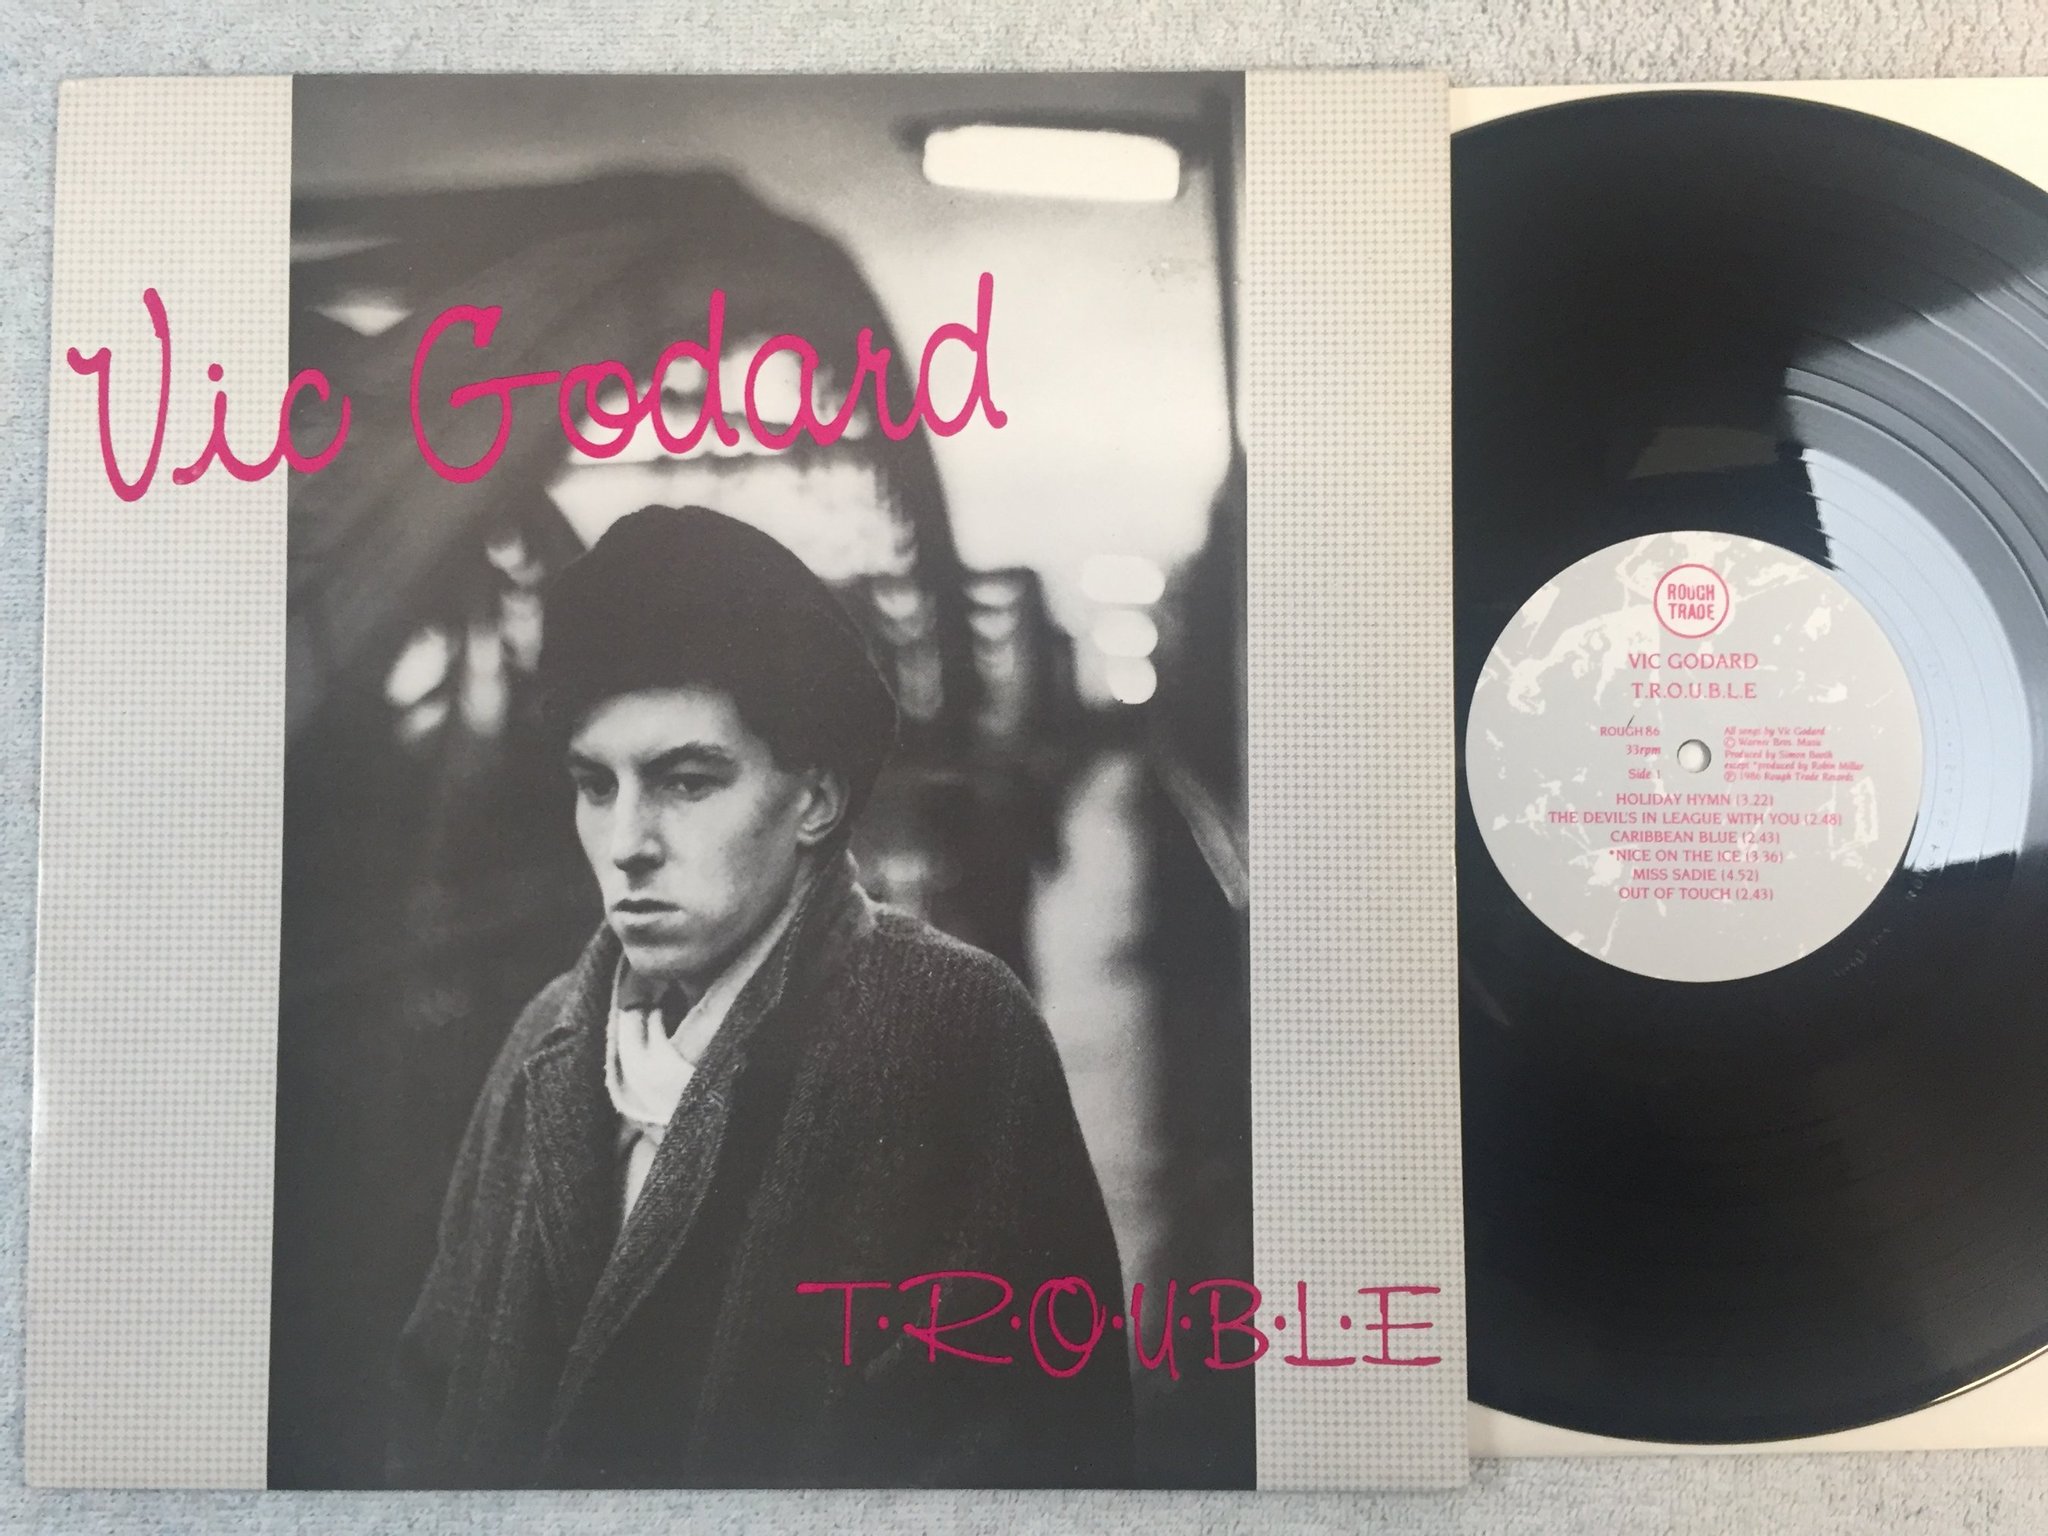 Vic Godard
T·R·O·U·B·L·E
ROUGH
TRADE
VIC GODARD
T.R.O.U.B.L.E
ROUGH 86
33rpm
Side 1
All songs by Vic Godard
© Warner Bros. Music
Produced by Simon Booth
except *produced by Robin Millar
℗ 1986 Rough Trade Records
HOLIDAY HYMN (3.22)
THE DEVIL'S IN LEAGUE WITH YOU (2.48)
CARIBBEAN BLUE (2.43)
*NICE ON THE ICE (3.36)
MISS SADIE (4.52)
OUT OF TOUCH (2.43)